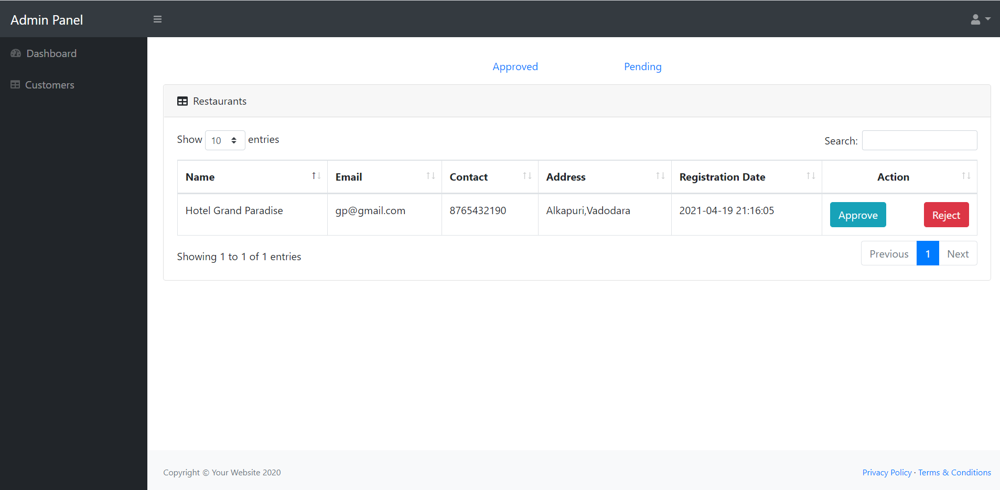 Admin Panel
Dashboard
Customers
Approved Pending
Restaurants
Show 10 entries Search:
Name Email Contact Address Registration Date Action
Hotel Grand Paradise gp@gmail.com 8765432190 Alkapuri,Vadodara 2021-04-19 21:16:05 Approve Reject
Showing 1 to 1 of 1 entries Previous 1 Next
Copyright © Your Website 2020 Privacy Policy · Terms & Conditions